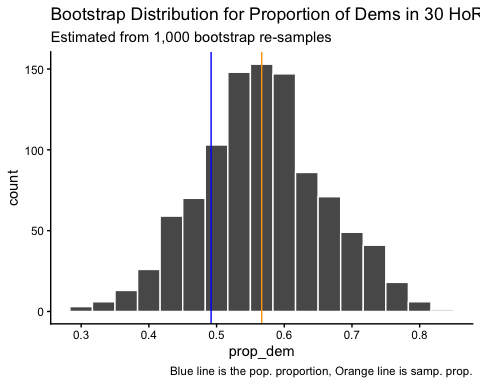 Bootstrap Distribution for Proportion of Dems in 30 HoR
Estimated from 1,000 bootstrap re-samples
150
100
50
0
count
0.3 0.4 0.5 0.6 0.7 0.8
prop_dem
Blue line is the pop. proportion, Orange line is samp. prop.